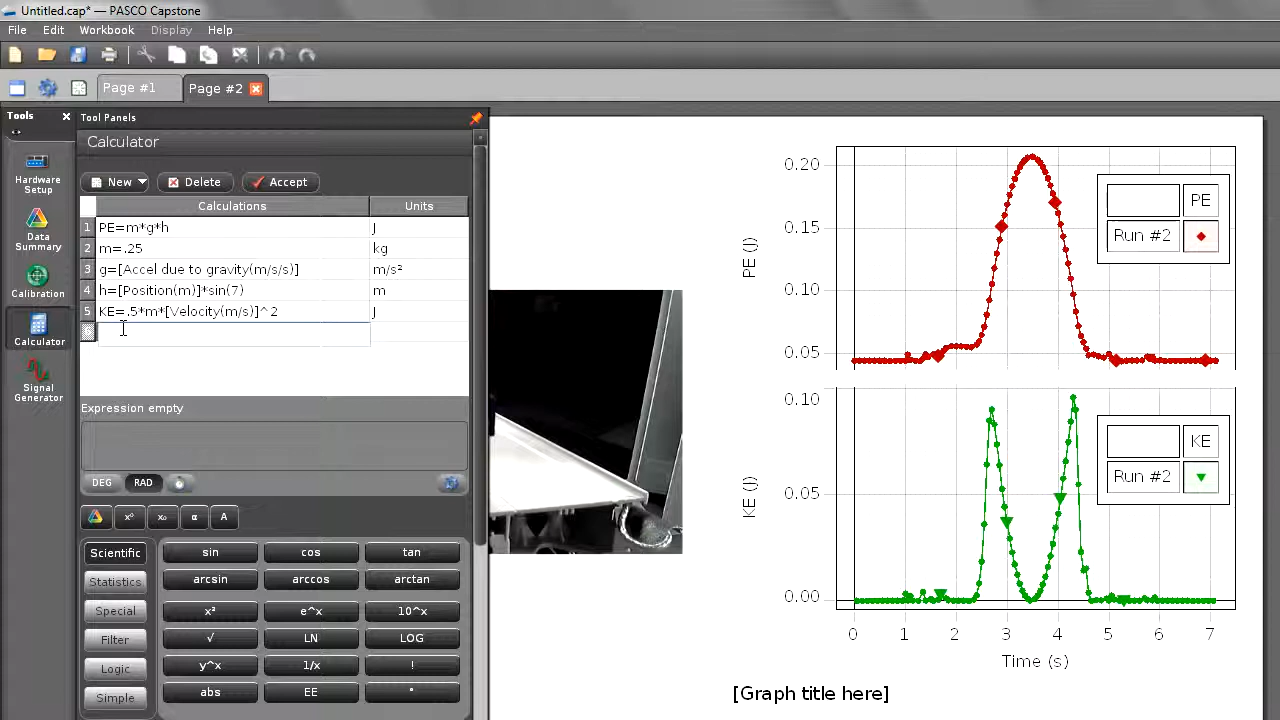 Untitled.cap* — PASCO Capstone
File Edit Workbook Display Help
Page #1 Page #2
Tools
Tool Panels
Calculator
Hardware Setup
Data Summary
Calibration
Calculator
Signal Generator
New Delete Accept
Calculations Units
1 PE=m*g*h J
2 m=.25 kg
3 g=[Accel due to gravity(m/s/s)] m/s²
4 h=[Position(m)]*sin(7) m
5 KE=.5*m*[Velocity(m/s)]^2 J
6
Expression empty
DEG RAD
x² x₀ α A
Scientific sin cos tan
Statistics arcsin arccos arctan
Special x² e^x 10^x
Filter √ LN LOG
Logic y^x 1/x !
Simple abs EE °
PE (J)
0.20
0.15
0.10
0.05
PE
Run #2
KE (J)
0.10
0.05
0.00
KE
Run #2
0 1 2 3 4 5 6 7
Time (s)
[Graph title here]